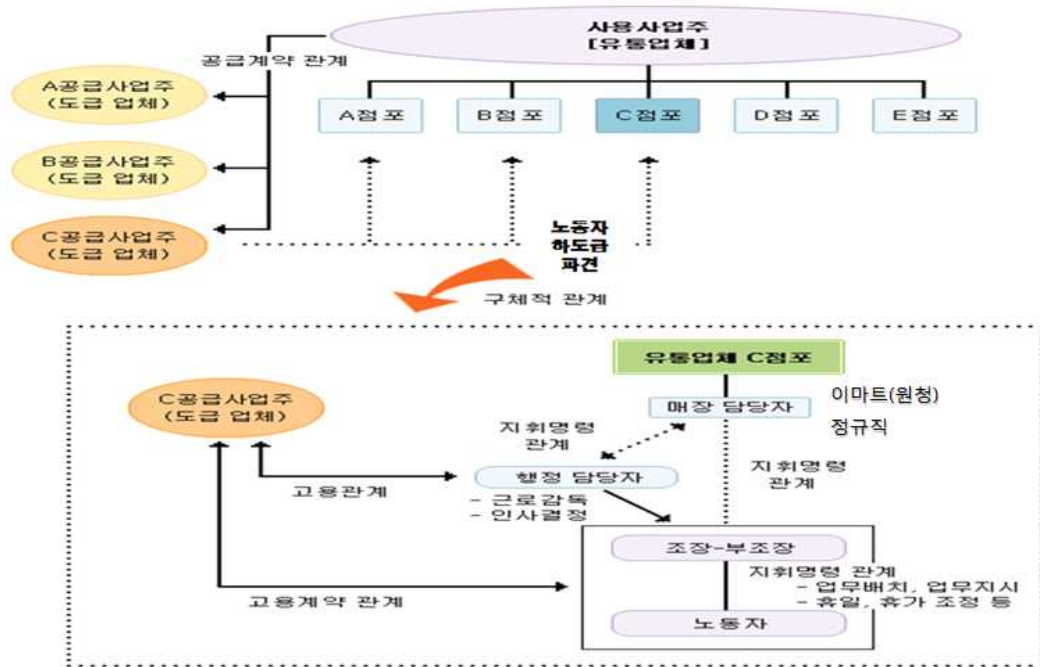 사용사업주
[유통업체]
공급계약 관계
A공급사업주
(도급 업체)
A점포
B점포
C점포
D점포
E점포
B공급사업주
(도급 업체)
C공급사업주
(도급 업체)
노동자
하도급
파견
구체적 관계
유통업체 C점포
C공급사업주
(도급 업체)
매장 담당자
이마트(원청)
정규직
지휘명령
관계
지휘명령
관계
행정 담당자
고용관계
- 근로감독
- 인사결정
조장-부조장
지휘명령 관계
- 업무배치, 업무지시
- 휴일, 휴가 조정 등
고용계약 관계
노동자